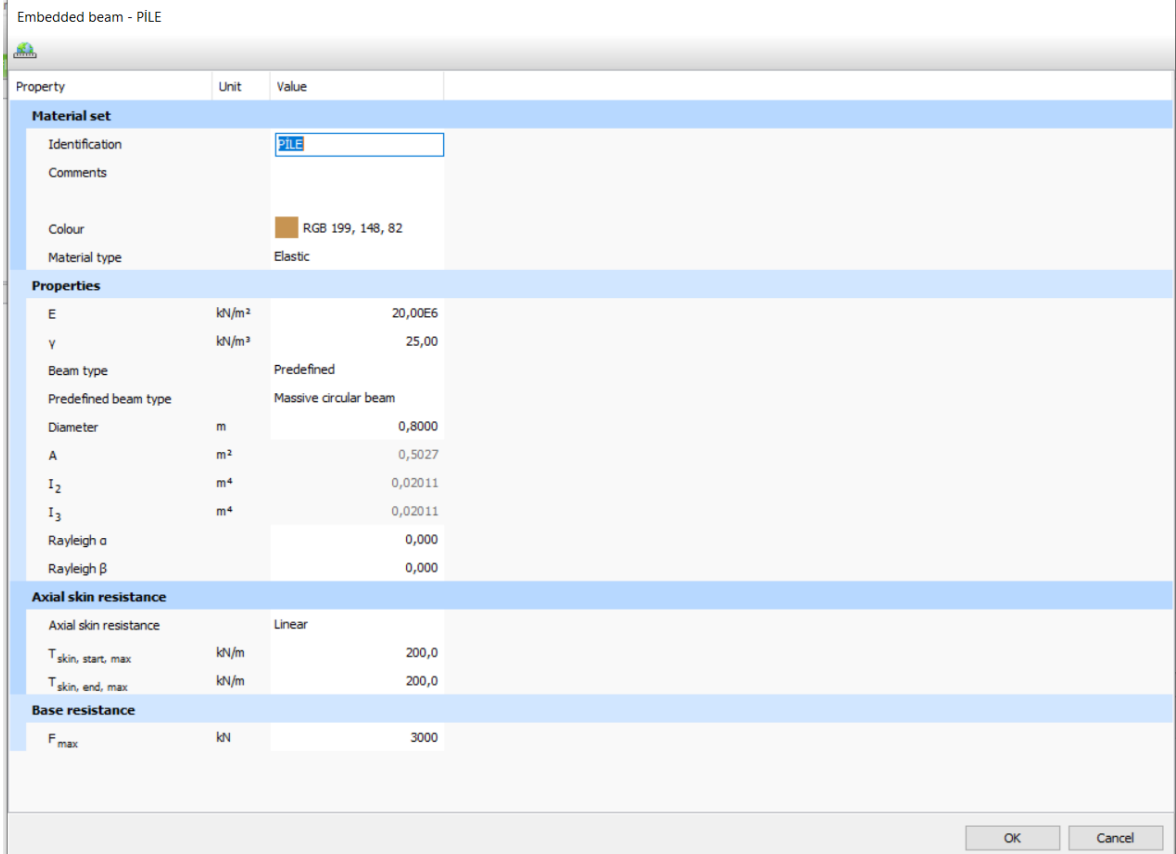 Embedded beam - PİLE
Property Unit Value
Material set
Identification PİLE
Comments
Colour RGB 199, 148, 82
Material type Elastic
Properties
E kN/m² 20,00E6
γ kN/m³ 25,00
Beam type Predefined
Predefined beam type Massive circular beam
Diameter m 0,8000
A m² 0,5027
I₂ m⁴ 0,02011
I₃ m⁴ 0,02011
Rayleigh α 0,000
Rayleigh β 0,000
Axial skin resistance
Axial skin resistance Linear
T skin, start, max kN/m 200,0
T skin, end, max kN/m 200,0
Base resistance
F max kN 3000
OK Cancel